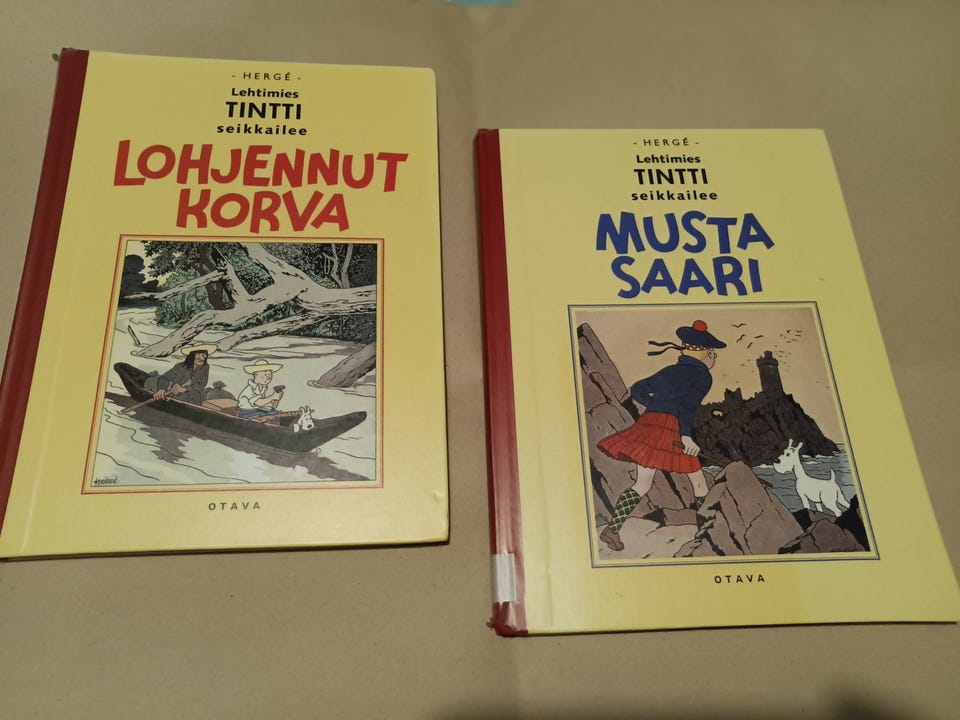 - HERGÉ -
Lehtimies
TINTTI
seikkailee
LOHJENNUT
KORVA
HERGÉ
OTAVA
- HERGÉ -
Lehtimies
TINTTI
seikkailee
MUSTA
SAARI
OTAVA